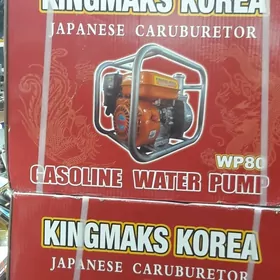 KINGMAKS KOREA
JAPANESE CARUBURETOR
WP80
GASOLINE WATER PUMP
KINGMAKS KOREA
JAPANESE CARUBURETOR